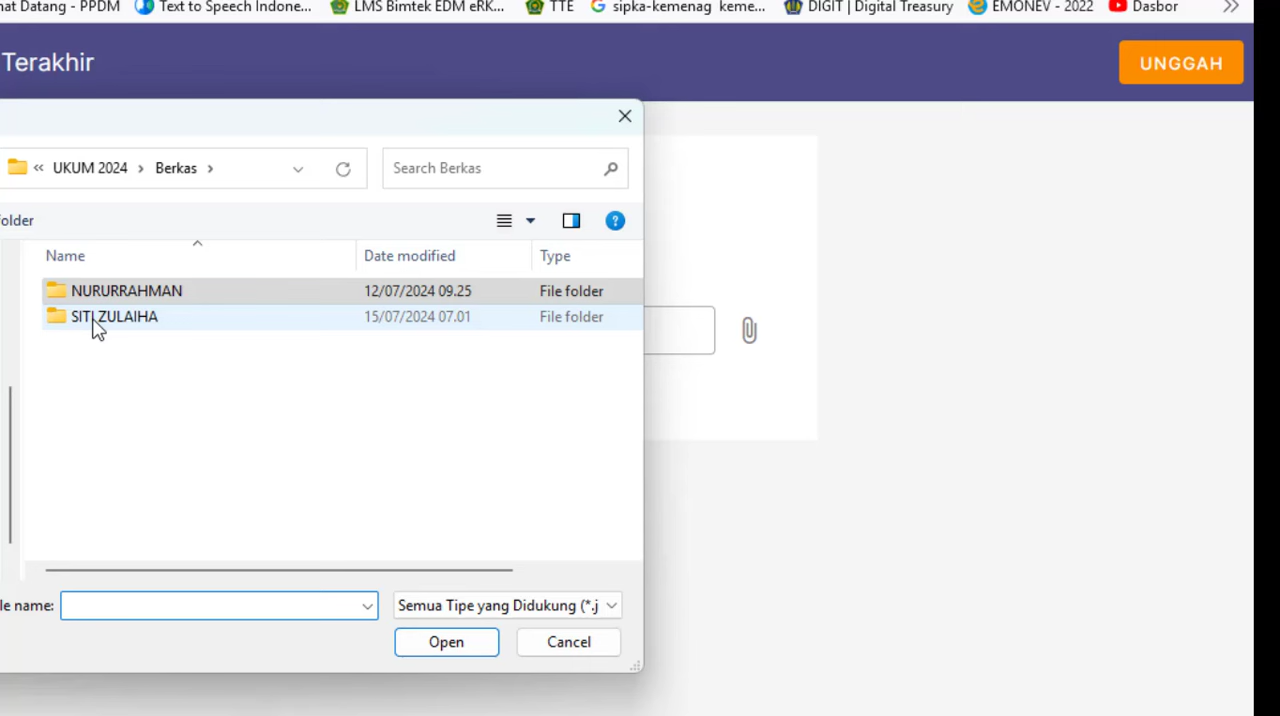 nat Datang - PPDM Text to Speech Indone... LMS Bimtek EDM eRK... TTE sipka-kemenag keme... DIGIT | Digital Treasury EMONEV - 2022 Dasbor
Terakhir
UNGGAH
« UKUM 2024 › Berkas ›
Search Berkas
older
Name Date modified Type
NURURRAHMAN 12/07/2024 09.25 File folder
SITI ZULAIHA 15/07/2024 07.01 File folder
le name:
Semua Tipe yang Didukung (*.j
Open
Cancel